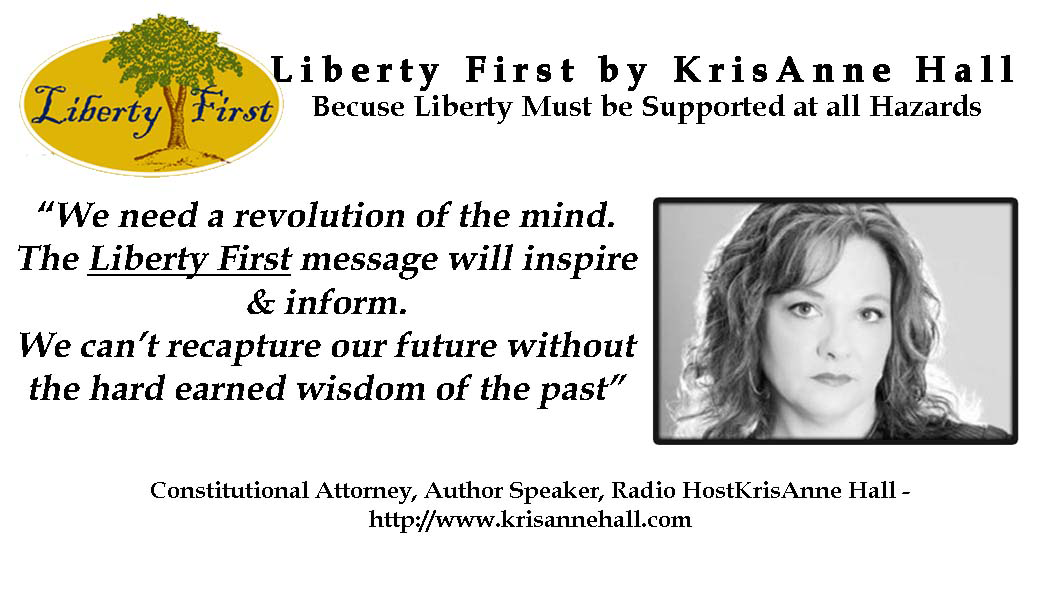 Liberty First
Liberty First by KrisAnne Hall
Becuse Liberty Must be Supported at all Hazards
“We need a revolution of the mind.
The Liberty First message will inspire
& inform.
We can’t recapture our future without
the hard earned wisdom of the past”
Constitutional Attorney, Author Speaker, Radio HostKrisAnne Hall -
http://www.krisannehall.com